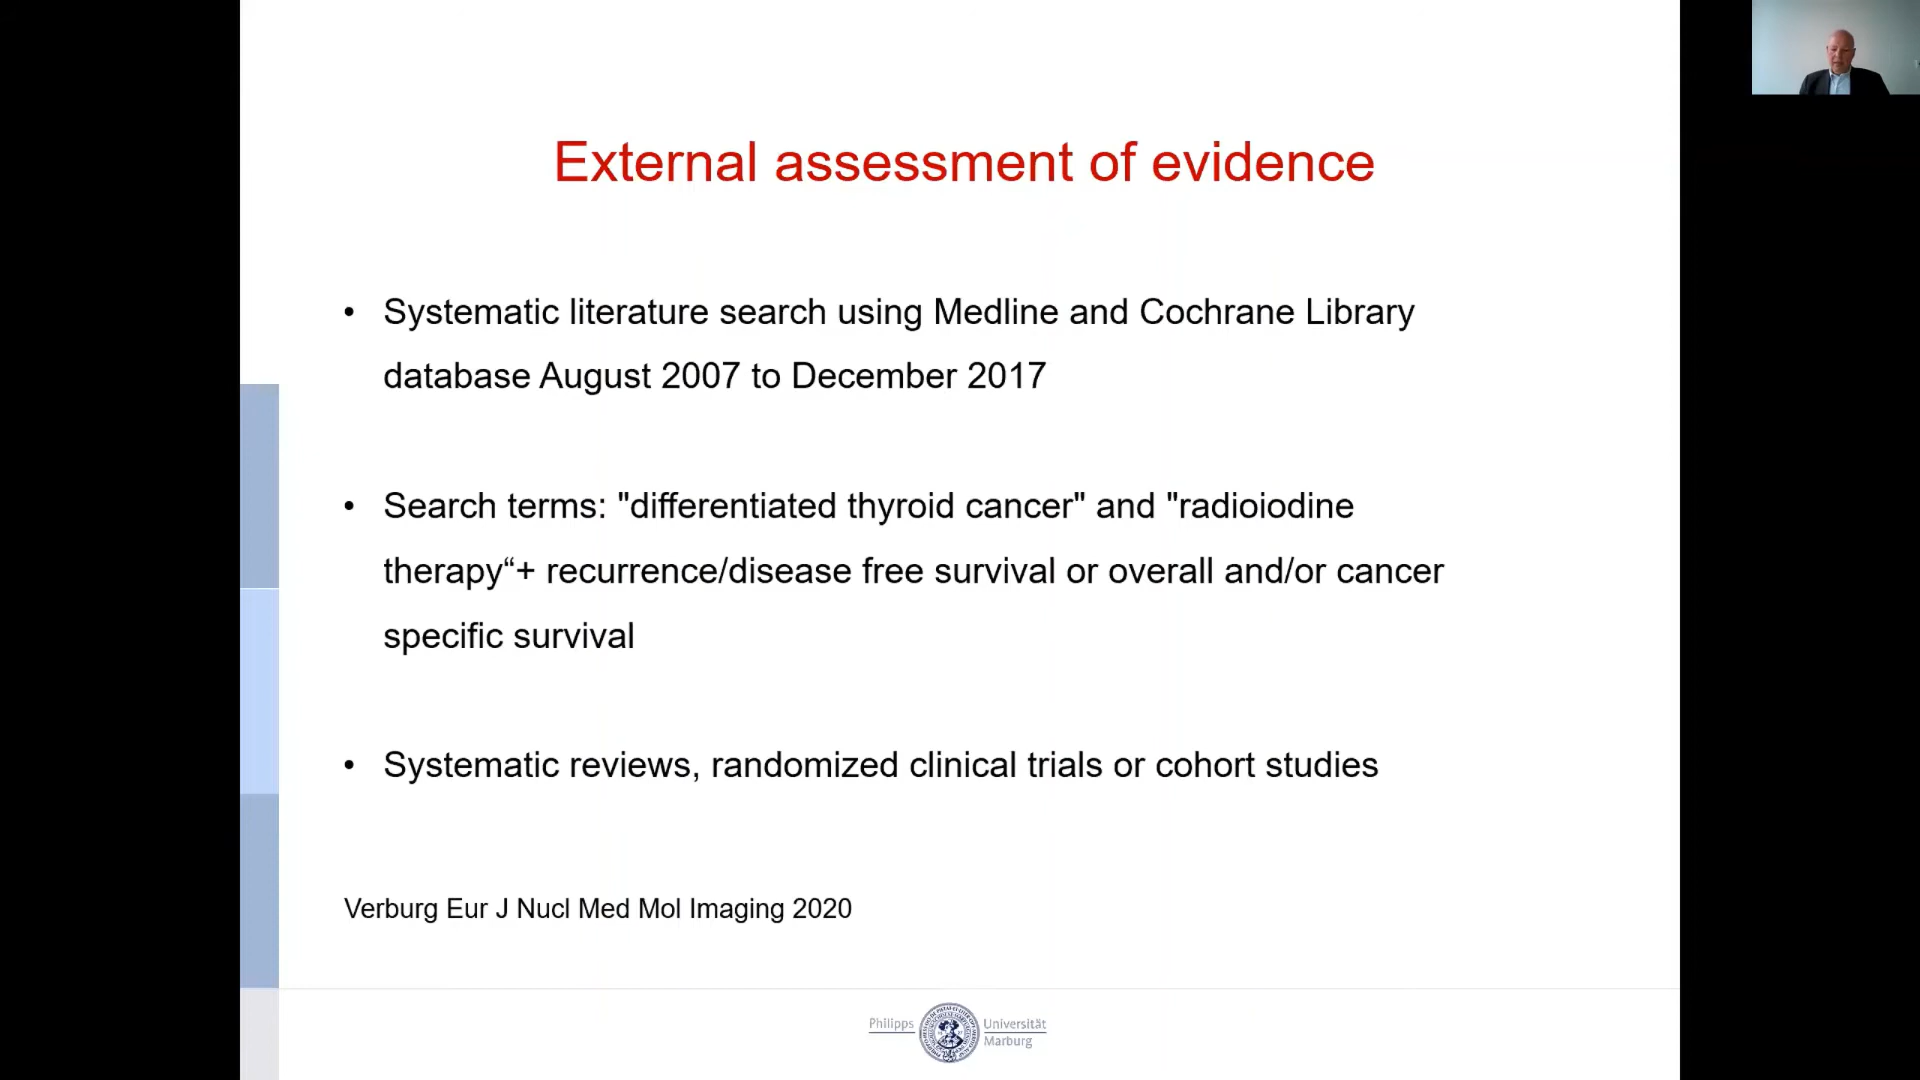 External assessment of evidence
• Systematic literature search using Medline and Cochrane Library
database August 2007 to December 2017
• Search terms: "differentiated thyroid cancer" and "radioiodine
therapy“+ recurrence/disease free survival or overall and/or cancer
specific survival
• Systematic reviews, randomized clinical trials or cohort studies
Verburg Eur J Nucl Med Mol Imaging 2020
Philipps Universität
Marburg